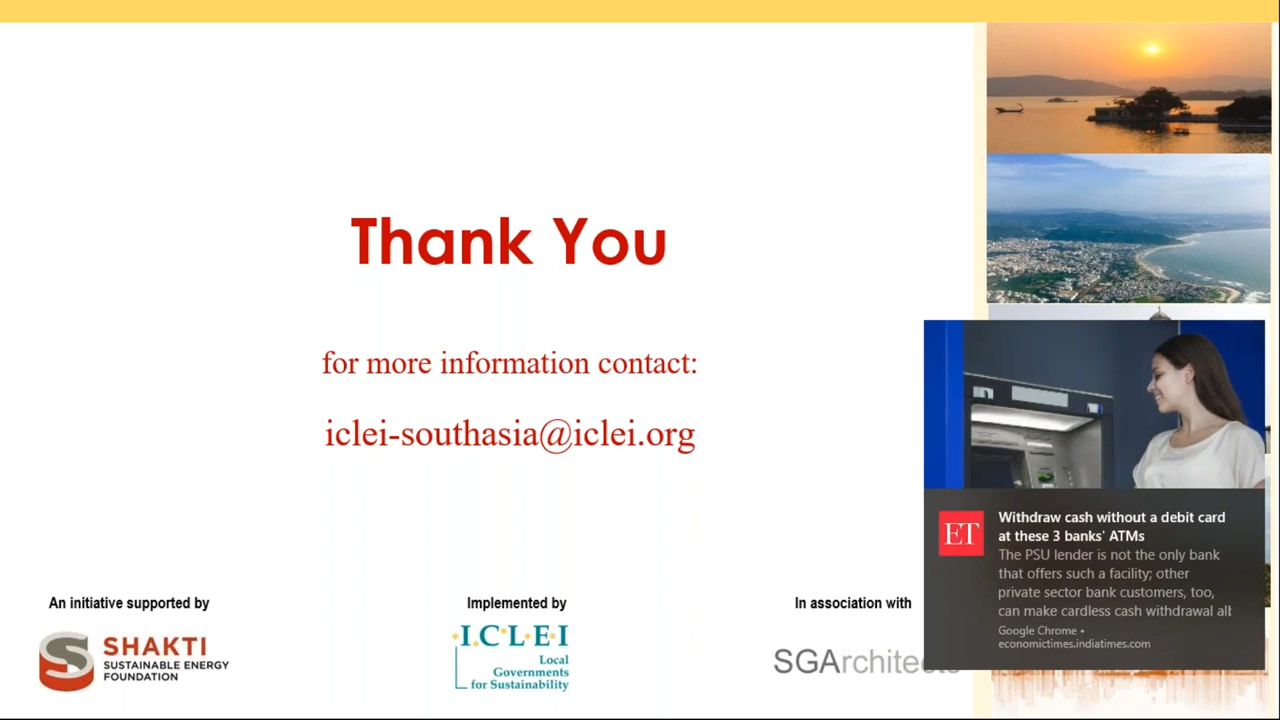 Thank You
for more information contact:
iclei-southasia@iclei.org
An initiative supported by
SHAKTI
SUSTAINABLE ENERGY
FOUNDATION
Implemented by
I.C.L.E.I
Local
Governments
for Sustainability
In association with
SGArchitects
ET
Withdraw cash without a debit card
at these 3 banks' ATMs
The PSU lender is not the only bank
that offers such a facility; other
private sector bank customers, too,
can make cardless cash withdrawal
Google Chrome •
economictimes.indiatimes.com